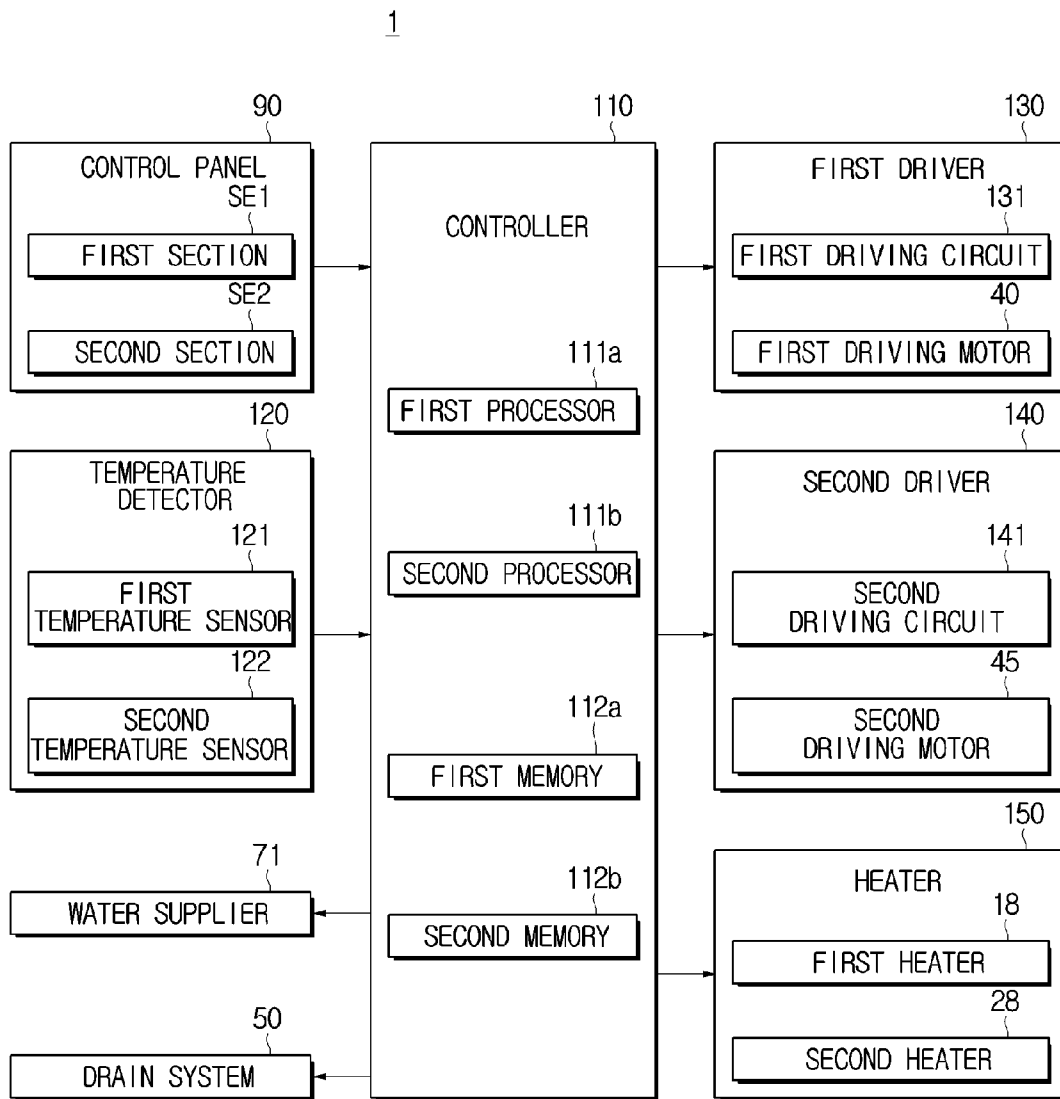 1
90
CONTROL PANEL
SE1
FIRST SECTION
SE2
SECOND SECTION
120
TEMPERATURE
DETECTOR
121
FIRST
TEMPERATURE SENSOR
122
SECOND
TEMPERATURE SENSOR
71
WATER SUPPLIER
50
DRAIN SYSTEM
110
CONTROLLER
111a
FIRST PROCESSOR
111b
SECOND PROCESSOR
112a
FIRST MEMORY
112b
SECOND MEMORY
130
FIRST DRIVER
131
FIRST DRIVING CIRCUIT
40
FIRST DRIVING MOTOR
140
SECOND DRIVER
141
SECOND
DRIVING CIRCUIT
45
SECOND
DRIVING MOTOR
150
HEATER
18
FIRST HEATER
28
SECOND HEATER